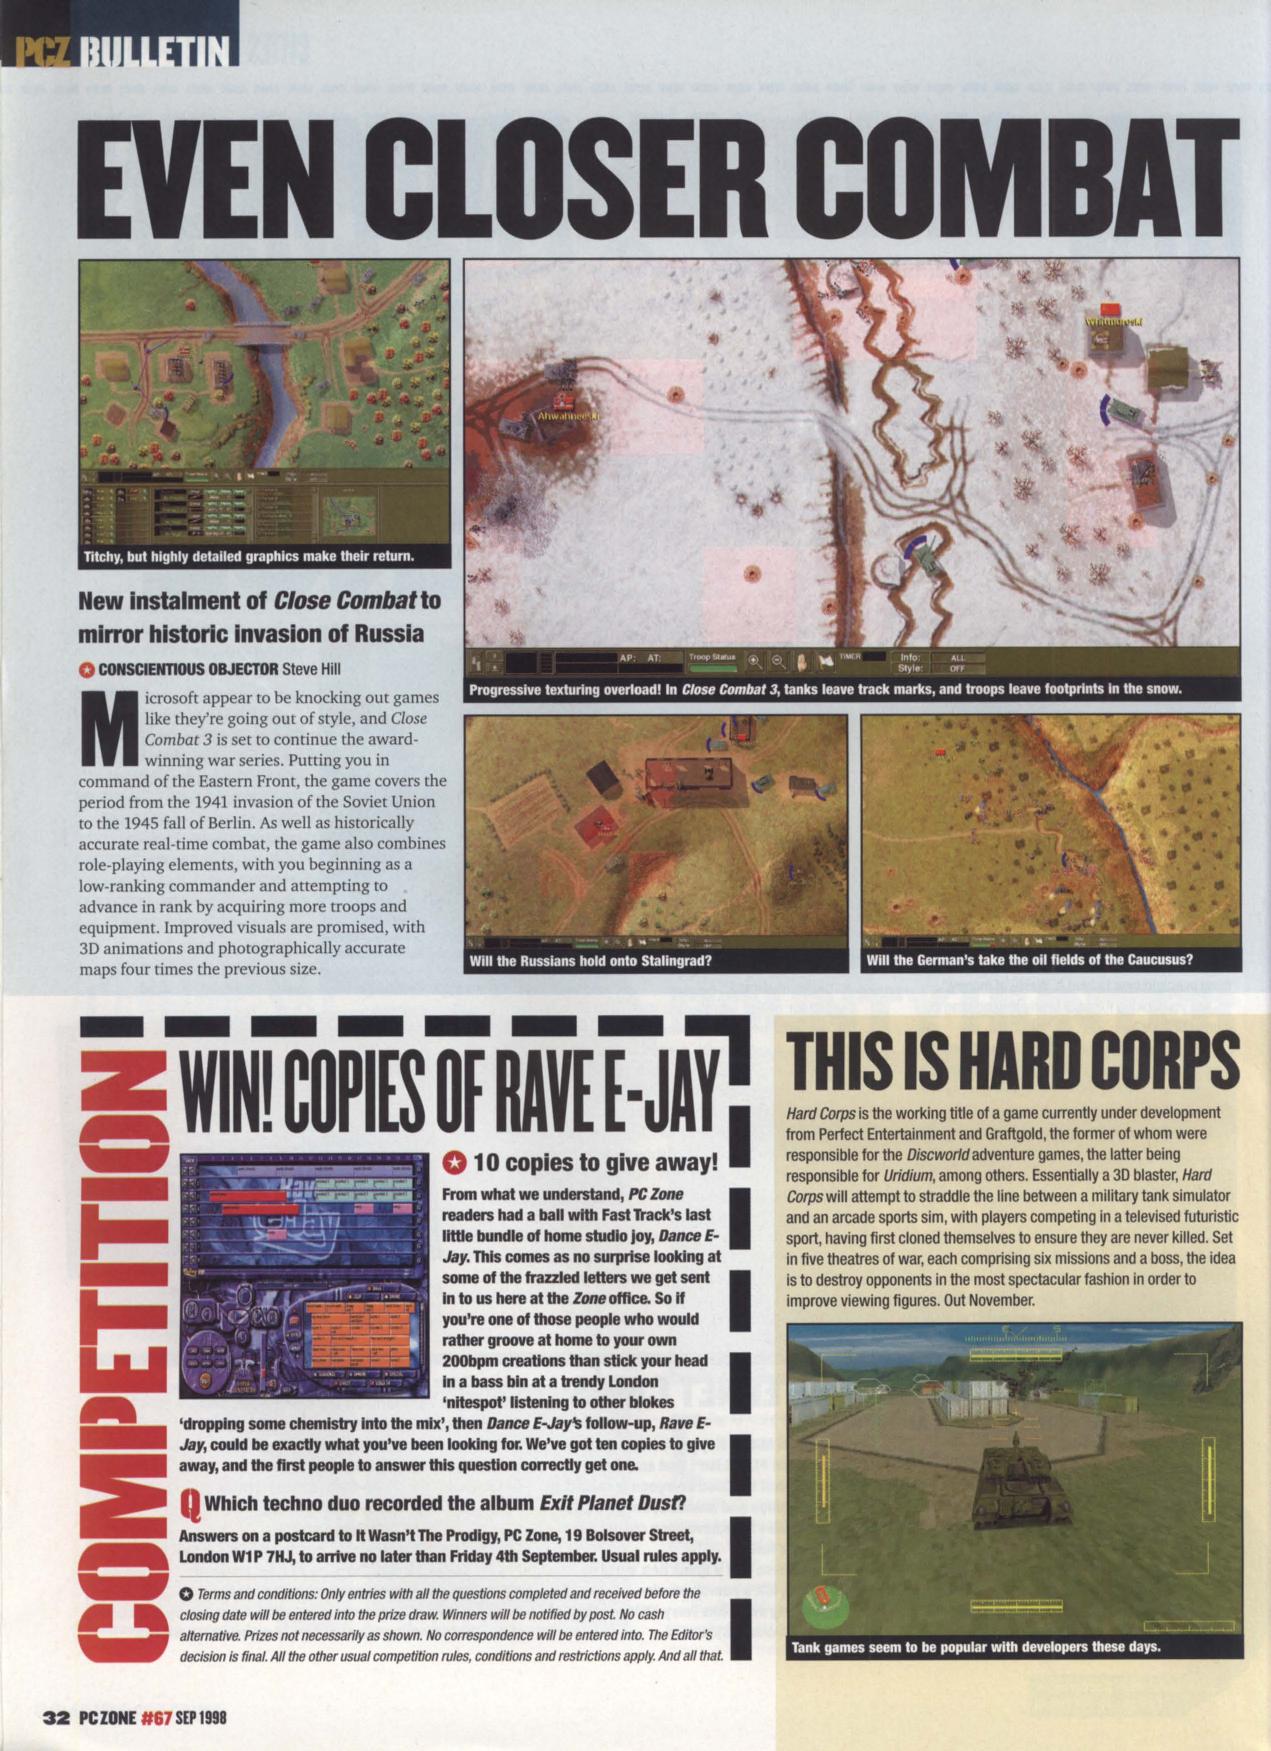 PCZ BULLETIN
EVEN CLOSER COMBAT
Titchy, but highly detailed graphics make their return.
Ahwahneeski
Whitmoreski
AP: AT:
Troop Status
TIMER
Info: ALL
Style: OFF
Progressive texturing overload! In Close Combat 3, tanks leave track marks, and troops leave footprints in the snow.
New instalment of Close Combat to
mirror historic invasion of Russia
CONSCIENTIOUS OBJECTOR Steve Hill
Microsoft appear to be knocking out games
like they're going out of style, and Close
Combat 3 is set to continue the award-
winning war series. Putting you in
command of the Eastern Front, the game covers the
period from the 1941 invasion of the Soviet Union
to the 1945 fall of Berlin. As well as historically
accurate real-time combat, the game also combines
role-playing elements, with you beginning as a
low-ranking commander and attempting to
advance in rank by acquiring more troops and
equipment. Improved visuals are promised, with
3D animations and photographically accurate
maps four times the previous size.
Will the Russians hold onto Stalingrad?
Will the German's take the oil fields of the Caucusus?
COMPETITION
WIN! COPIES OF RAVE E-JAY
10 copies to give away!
From what we understand, PC Zone
readers had a ball with Fast Track's last
little bundle of home studio joy, Dance E-
Jay. This comes as no surprise looking at
some of the frazzled letters we get sent
in to us here at the Zone office. So if
you're one of those people who would
rather groove at home to your own
200bpm creations than stick your head
in a bass bin at a trendy London
'nitespot' listening to other blokes
'dropping some chemistry into the mix', then Dance E-Jay's follow-up, Rave E-
Jay, could be exactly what you've been looking for. We've got ten copies to give
away, and the first people to answer this question correctly get one.
Q Which techno duo recorded the album Exit Planet Dust?
Answers on a postcard to It Wasn't The Prodigy, PC Zone, 19 Bolsover Street,
London W1P 7HJ, to arrive no later than Friday 4th September. Usual rules apply.
Terms and conditions: Only entries with all the questions completed and received before the
closing date will be entered into the prize draw. Winners will be notified by post. No cash
alternative. Prizes not necessarily as shown. No correspondence will be entered into. The Editor's
decision is final. All the other usual competition rules, conditions and restrictions apply. And all that.
THIS IS HARD CORPS
Hard Corps is the working title of a game currently under development
from Perfect Entertainment and Graftgold, the former of whom were
responsible for the Discworld adventure games, the latter being
responsible for Uridium, among others. Essentially a 3D blaster, Hard
Corps will attempt to straddle the line between a military tank simulator
and an arcade sports sim, with players competing in a televised futuristic
sport, having first cloned themselves to ensure they are never killed. Set
in five theatres of war, each comprising six missions and a boss, the idea
is to destroy opponents in the most spectacular fashion in order to
improve viewing figures. Out November.
Tank games seem to be popular with developers these days.
32 PC ZONE #67 SEP 1998